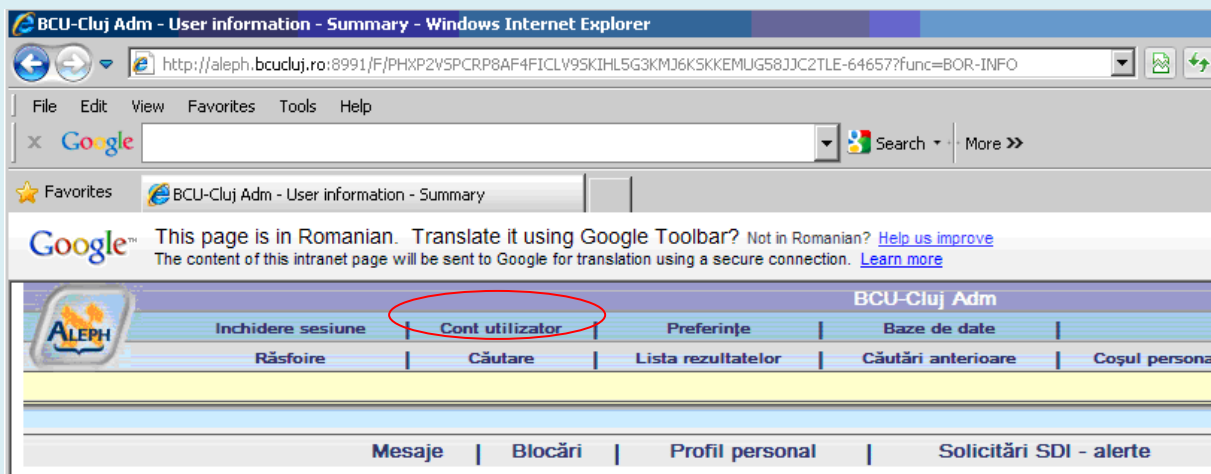 BCU-Cluj Adm - User information - Summary - Windows Internet Explorer
http://aleph.bcucluj.ro:8991/F/PHXP2VSPCRP8AF4FICLV9SKIHL5G3KMJ6KSKKEMUG58JJC2TLE-64657?func=BOR-INFO
File Edit View Favorites Tools Help
x Google Search More >>
Favorites BCU-Cluj Adm - User information - Summary
Google™ This page is in Romanian. Translate it using Google Toolbar? Not in Romanian? Help us improve
The content of this intranet page will be sent to Google for translation using a secure connection. Learn more
BCU-Cluj Adm
ALEPH
Inchidere sesiune | Cont utilizator | Preferinţe | Baze de date |
Răsfoire | Căutare | Lista rezultatelor | Căutări anterioare | Coşul persona
Mesaje | Blocări | Profil personal | Solicitări SDI - alerte